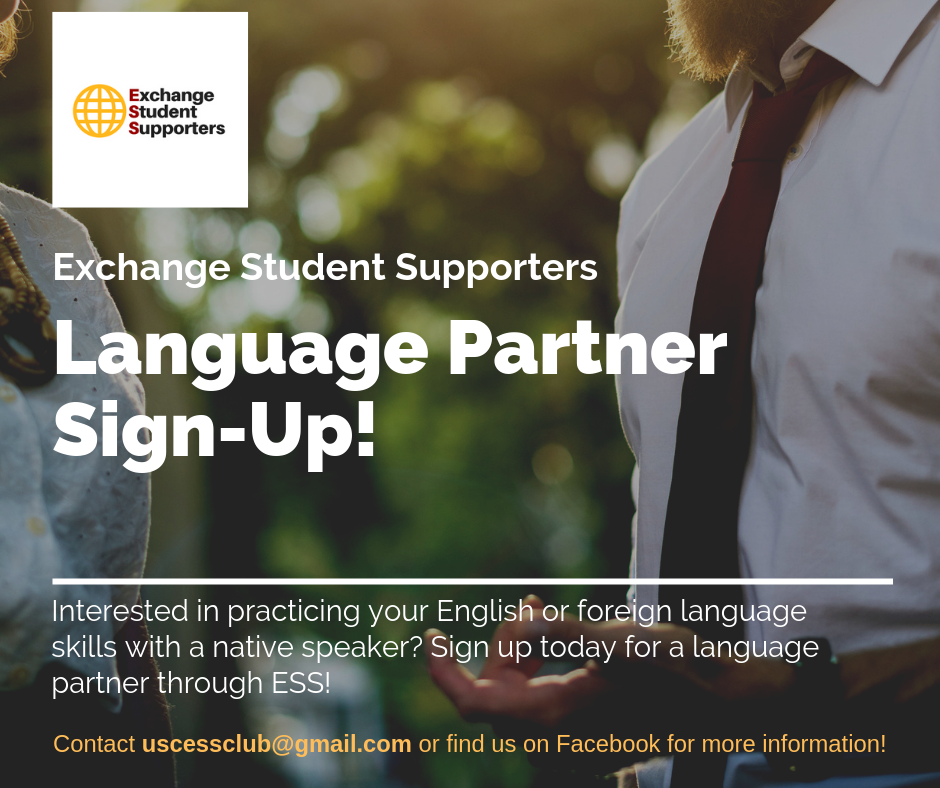 Exchange
Student
Supporters
Exchange Student Supporters
Language Partner
Sign-Up!
Interested in practicing your English or foreign language
skills with a native speaker? Sign up today for a language
partner through ESS!
Contact uscessclub@gmail.com or find us on Facebook for more information!